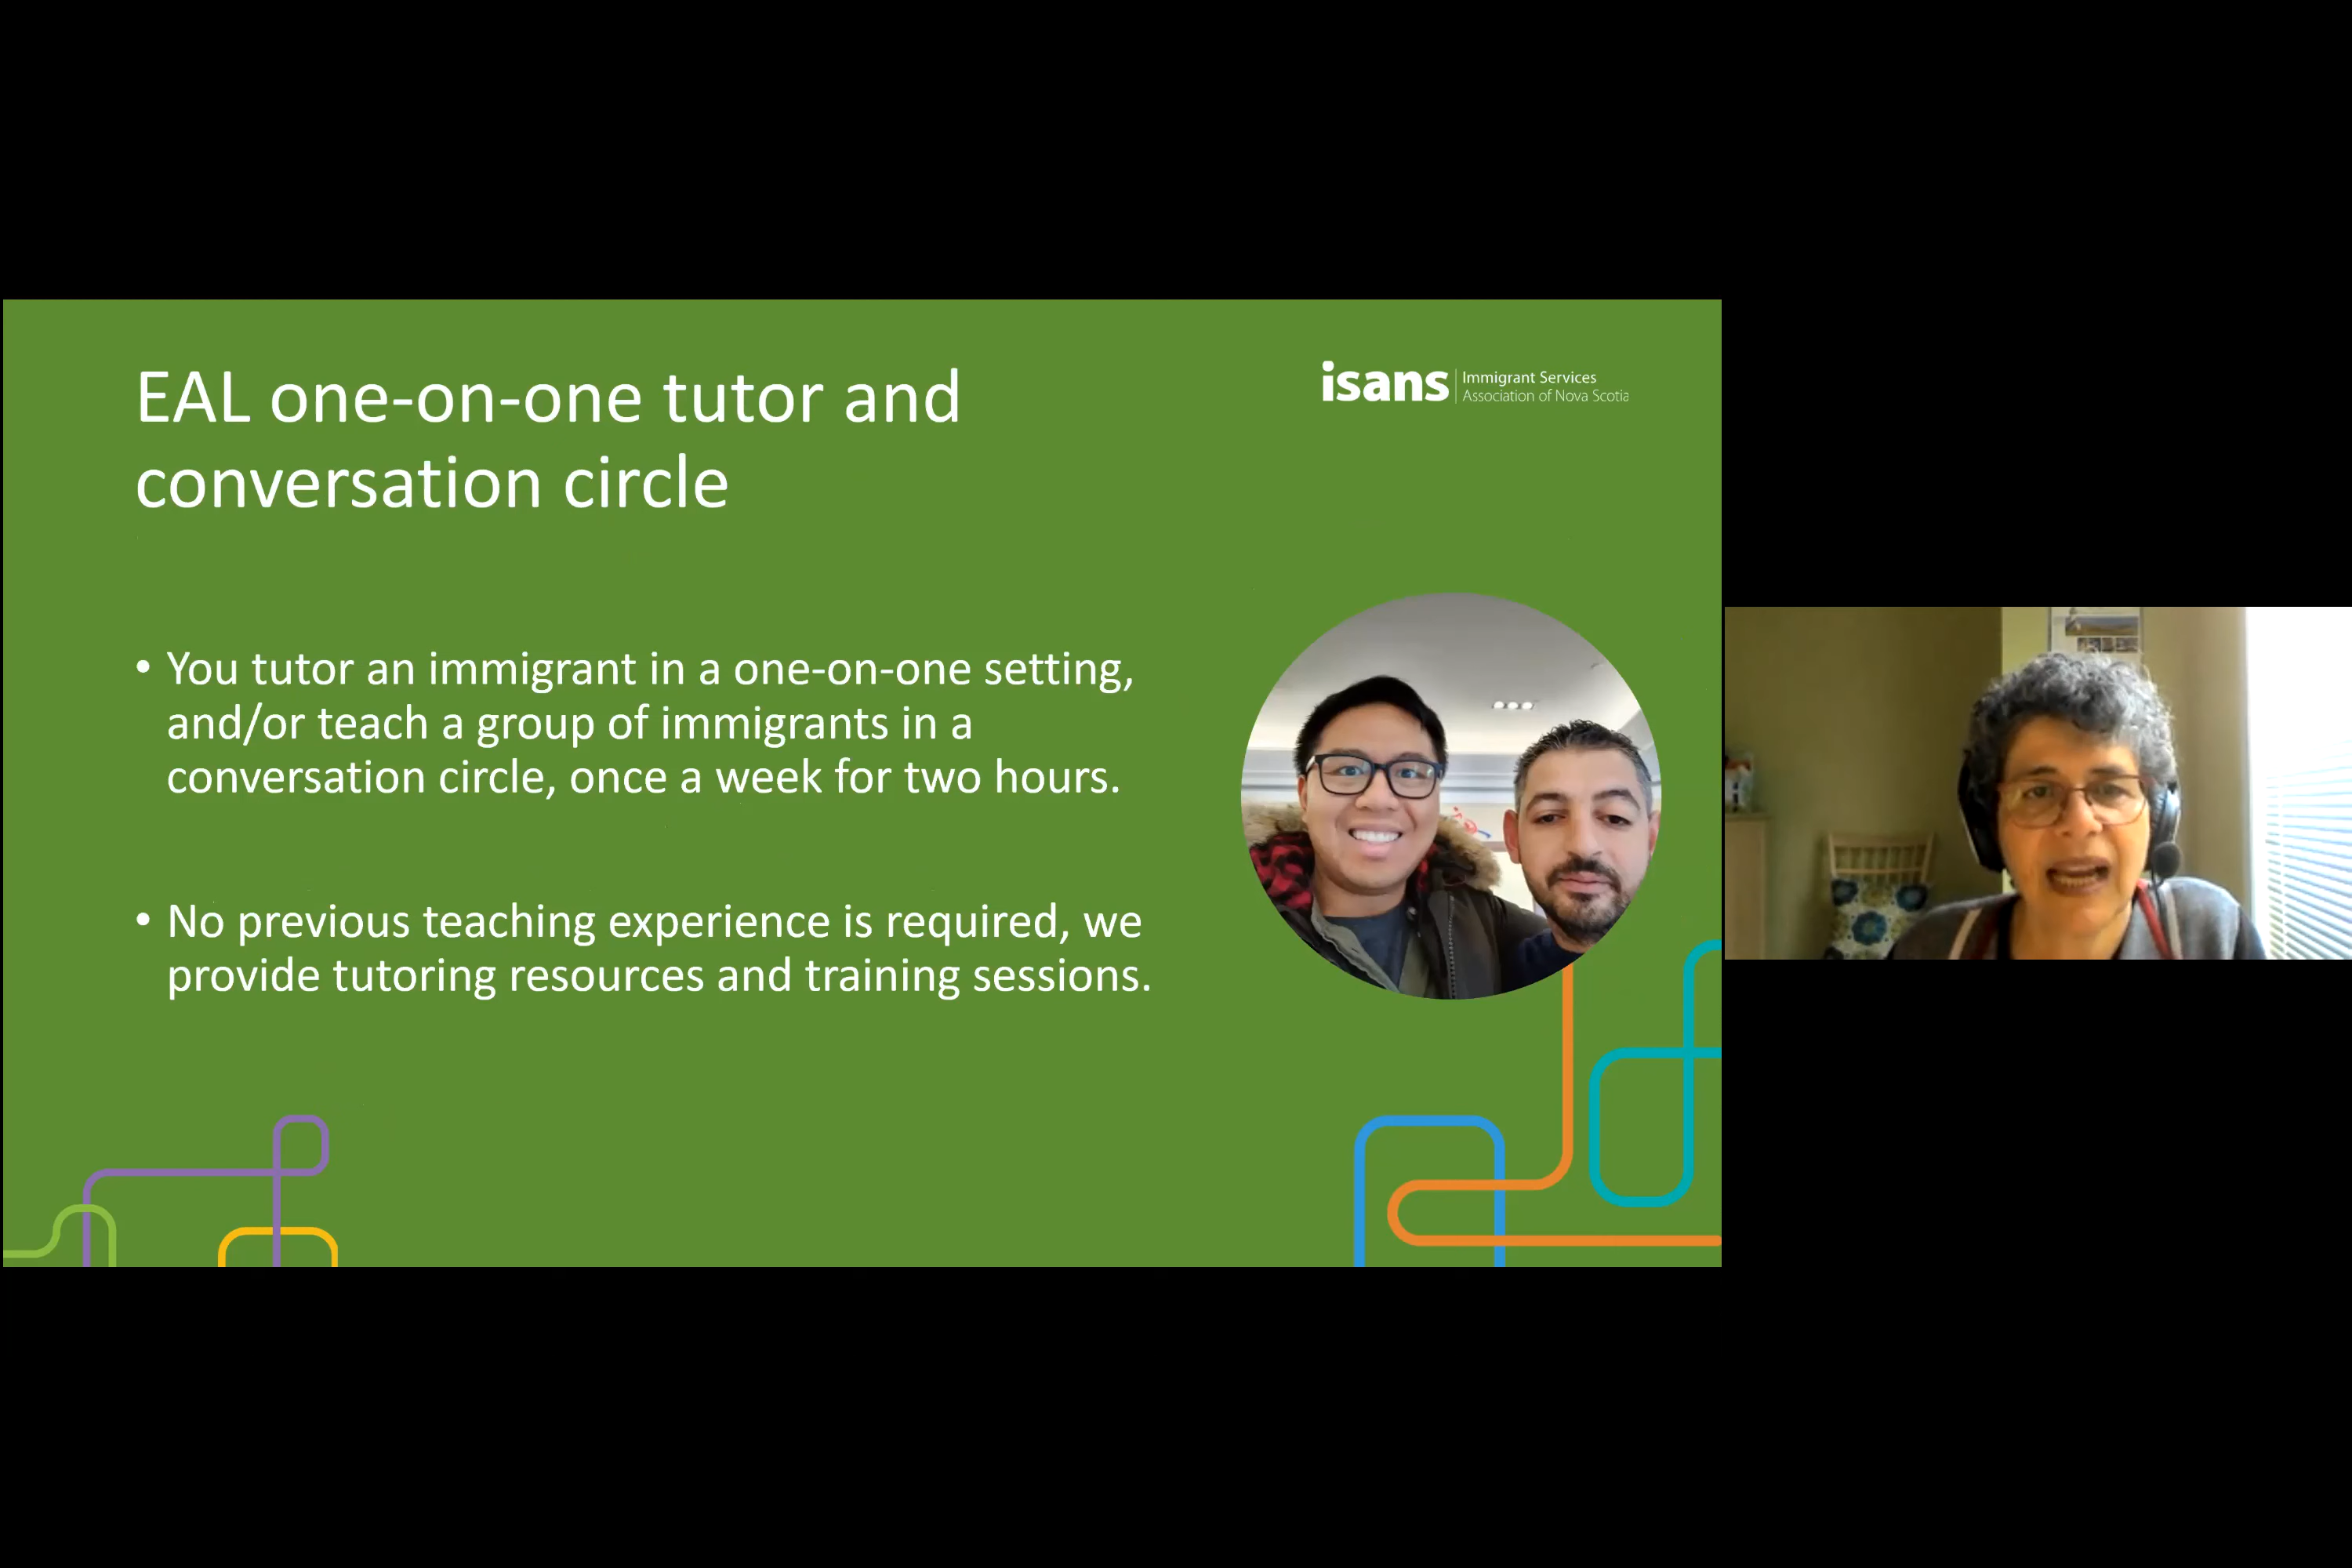 EAL one-on-one tutor and
conversation circle
isans
Immigrant Services
Association of Nova Scotia
• You tutor an immigrant in a one-on-one setting,
and/or teach a group of immigrants in a
conversation circle, once a week for two hours.
• No previous teaching experience is required, we
provide tutoring resources and training sessions.